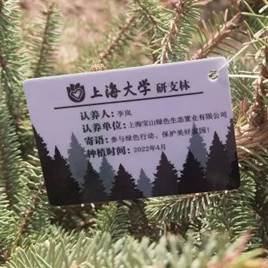 上海大学 研支林
认养人：李岚
认养单位：上海宝山绿色生态置业有限公司
寄语：参与绿色行动，保护美好家园！
种植时间：2022年4月